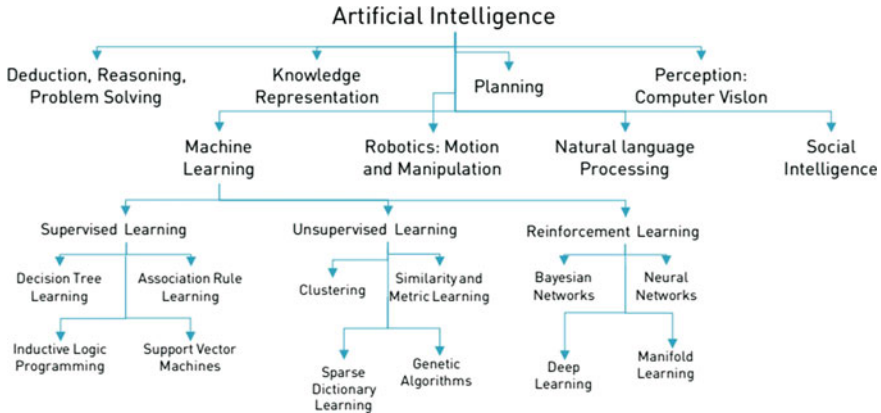 Artificial Intelligence
Deduction, Reasoning,
Problem Solving
Knowledge
Representation
Planning
Perception:
Computer Vislon
Machine
Learning
Robotics: Motion
and Manipulation
Natural language
Processing
Social
Intelligence
Supervised Learning
Unsupervised Learning
Reinforcement Learning
Decision Tree
Learning
Association Rule
Learning
Clustering
Similarity and
Metric Learning
Bayesian
Networks
Neural
Networks
Inductive Logic
Programming
Support Vector
Machines
Sparse
Dictionary
Learning
Genetic
Algorithms
Deep
Learning
Manifold
Learning